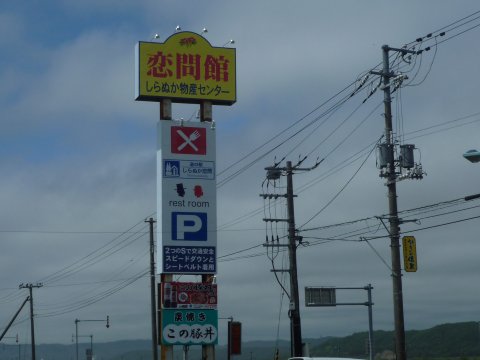 恋問館
しらぬか物産センター
道の駅
しらぬか恋問
rest room
P
2つのSで交通安全
スピードダウンと
シートベルト着用
炭焼き
この豚丼